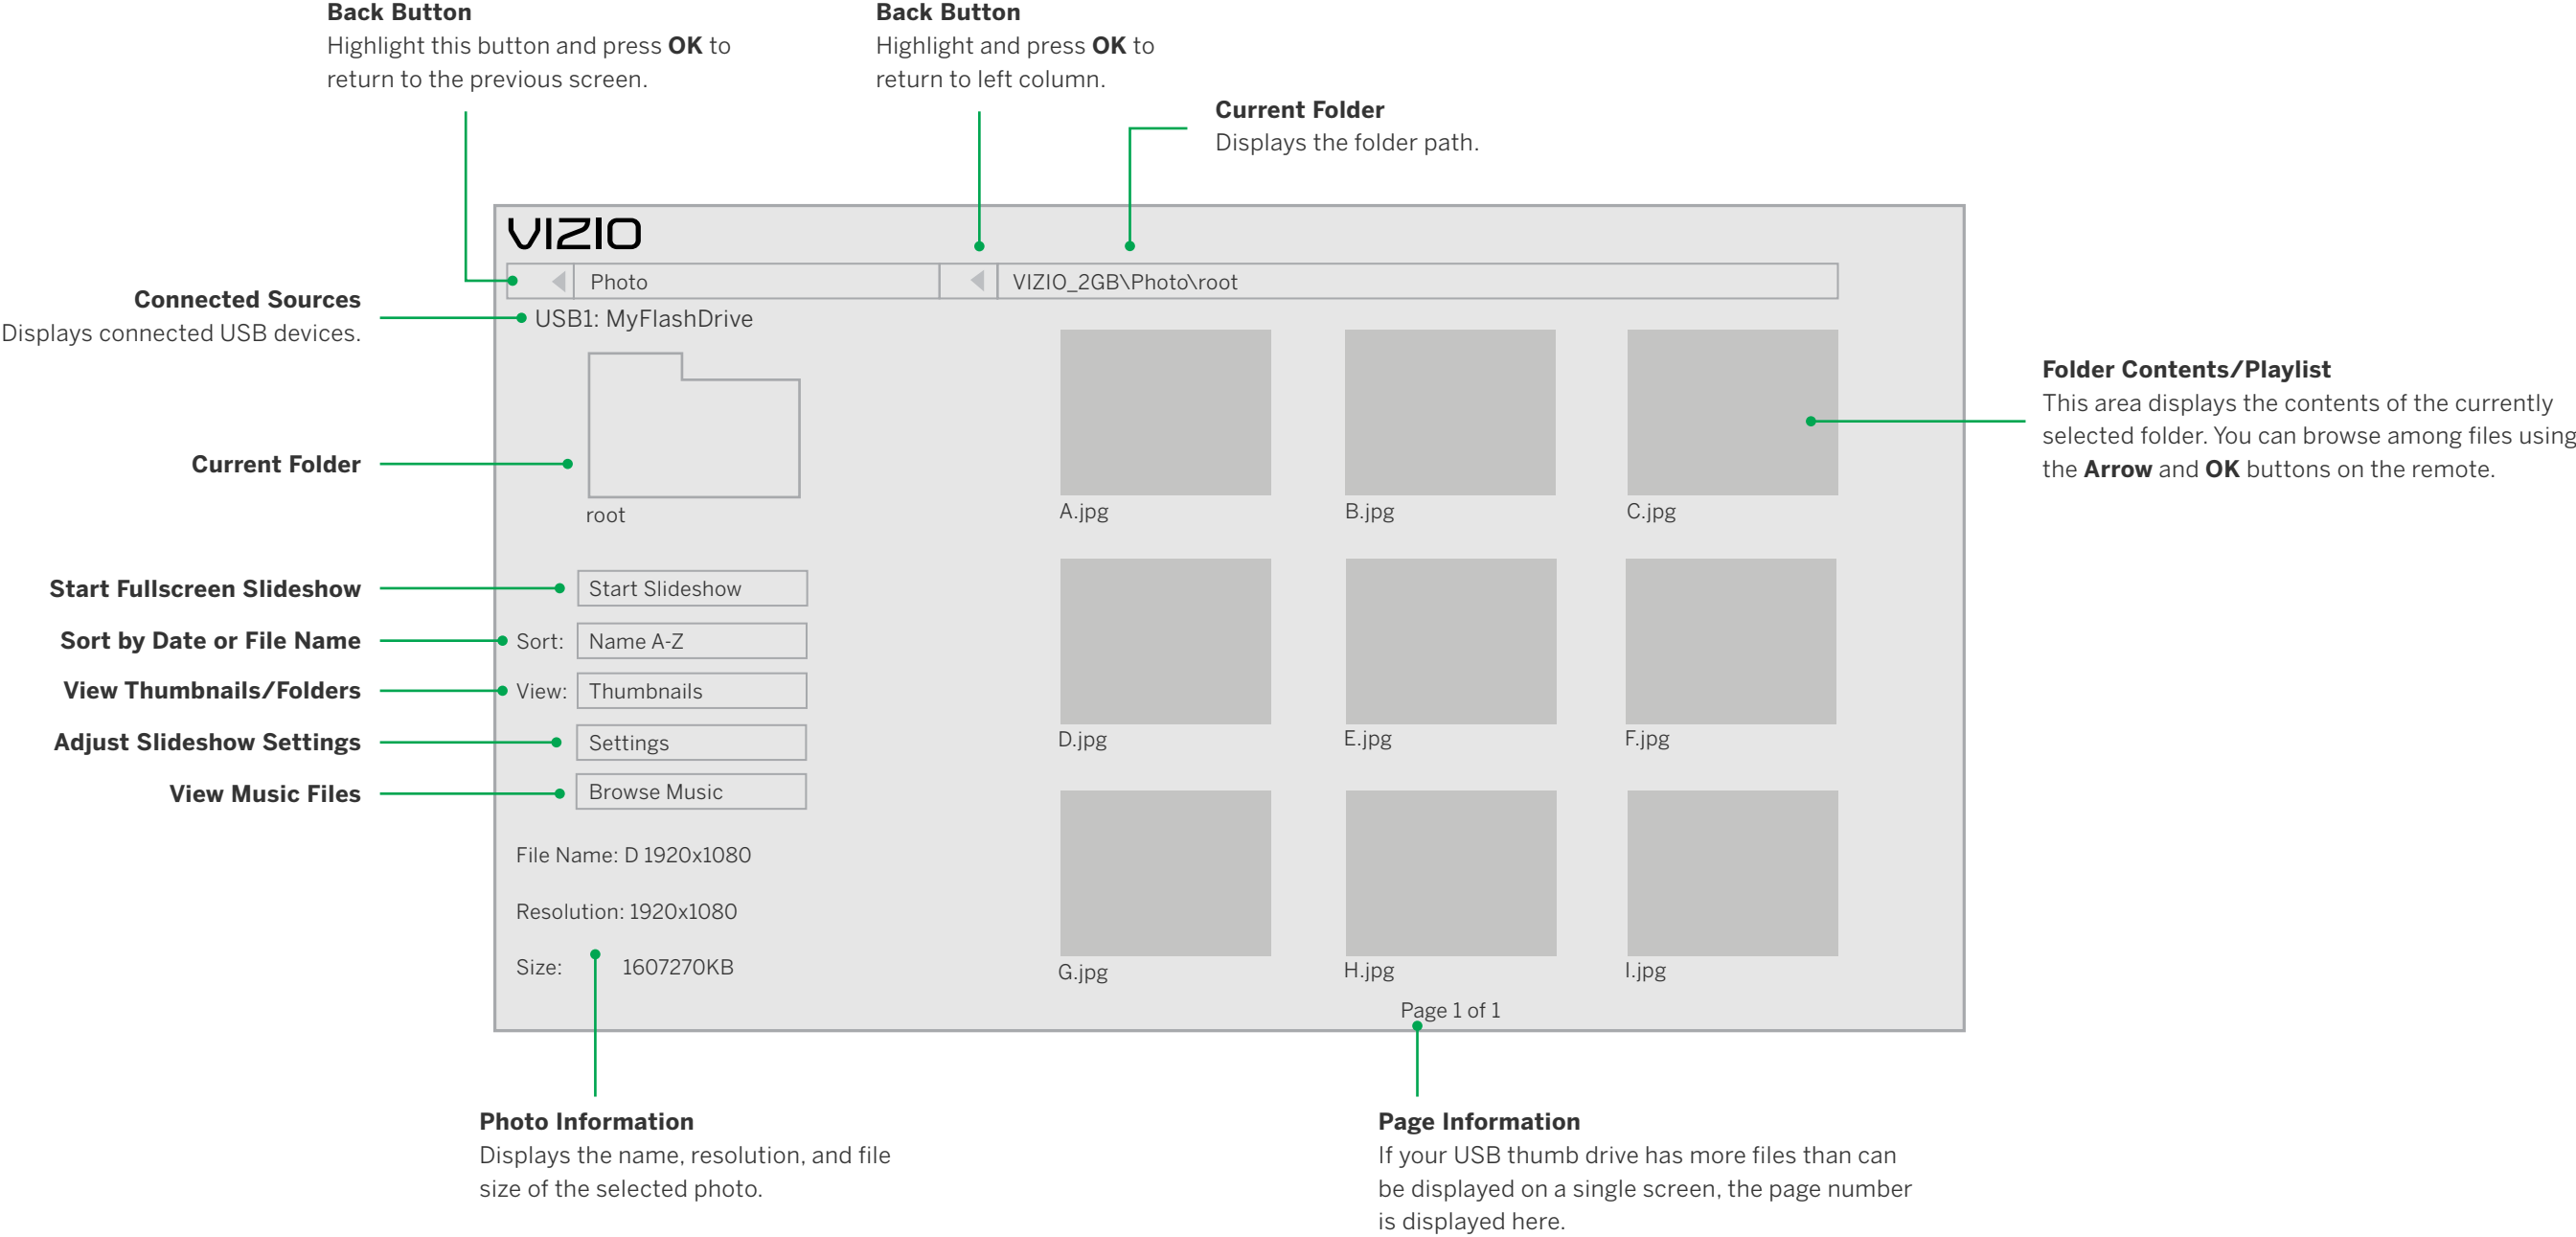 Back Button
Highlight this button and press OK to
return to the previous screen.
Back Button
Highlight and press OK to
return to left column.
Current Folder
Displays the folder path.
VIZIO
Photo
VIZIO_2GB\Photo\root
Connected Sources
Displays connected USB devices.
USB1: MyFlashDrive
Current Folder
root
Start Fullscreen Slideshow
Start Slideshow
Sort by Date or File Name
Sort:
Name A-Z
View Thumbnails/Folders
View:
Thumbnails
Adjust Slideshow Settings
Settings
View Music Files
Browse Music
File Name: D 1920x1080
Resolution: 1920x1080
Size: 1607270KB
A.jpg
B.jpg
C.jpg
D.jpg
E.jpg
F.jpg
G.jpg
H.jpg
I.jpg
Page 1 of 1
Folder Contents/Playlist
This area displays the contents of the currently
selected folder. You can browse among files using
the Arrow and OK buttons on the remote.
Photo Information
Displays the name, resolution, and file
size of the selected photo.
Page Information
If your USB thumb drive has more files than can
be displayed on a single screen, the page number
is displayed here.